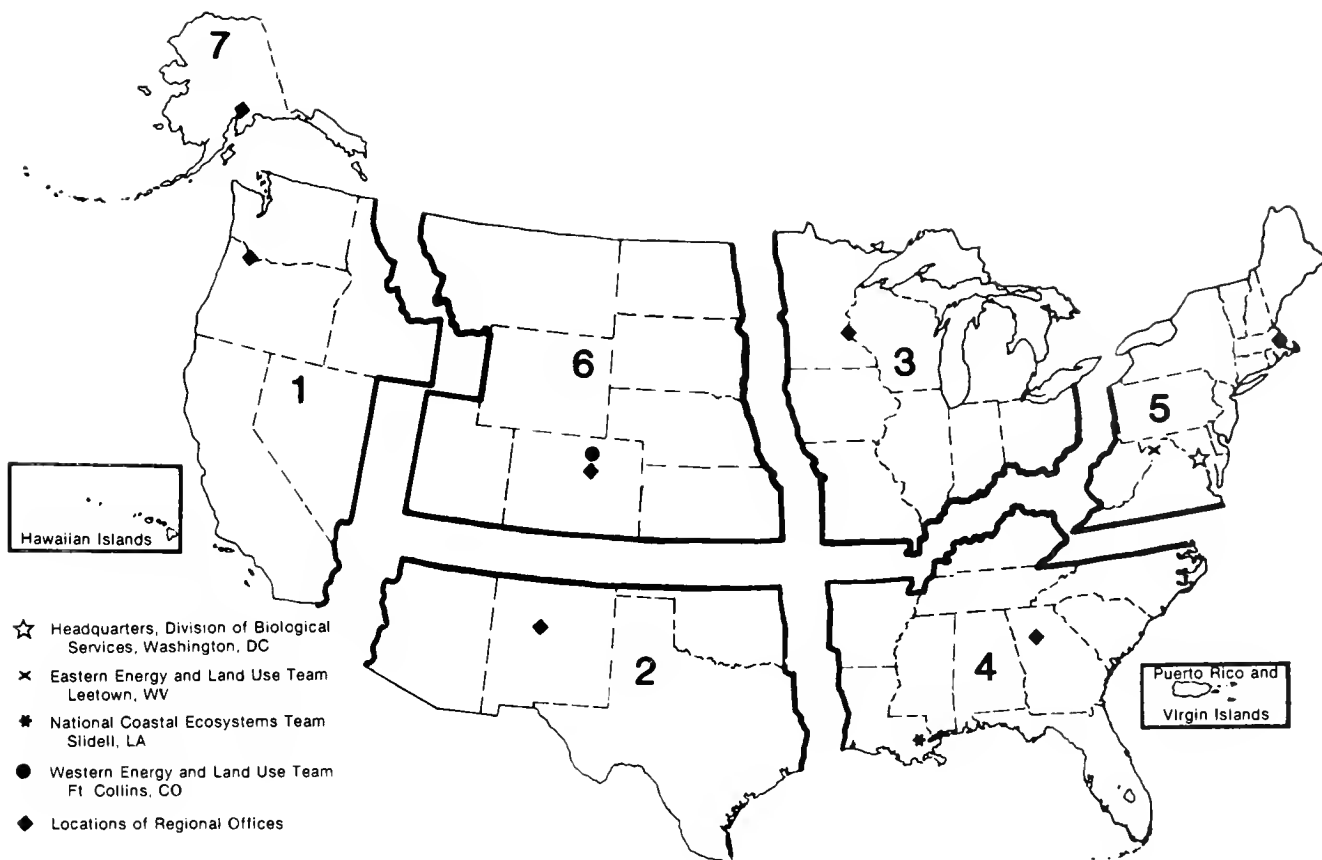 7
1
6
3
5
2
4
Hawaiian Islands
Puerto Rico and
Virgin Islands
Headquarters, Division of Biological
Services, Washington, DC
Eastern Energy and Land Use Team
Leetown, WV
National Coastal Ecosystems Team
Slidell, LA
Western Energy and Land Use Team
Ft Collins, CO
Locations of Regional Offices